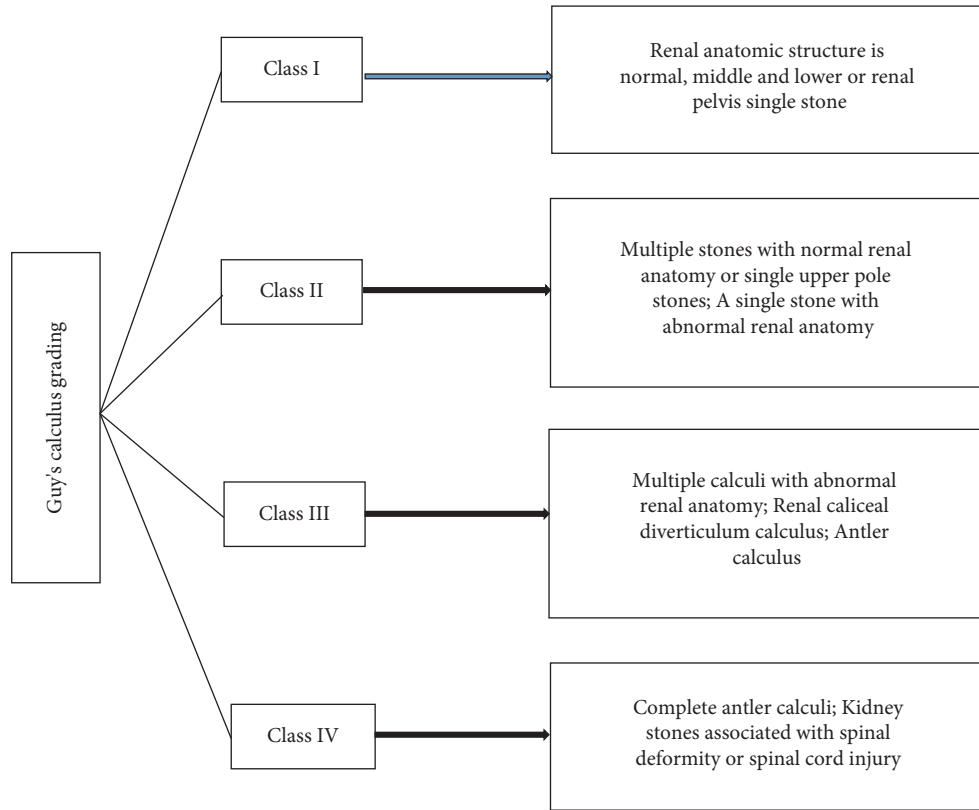 Guy's calculus grading
Class I
Renal anatomic structure is
normal, middle and lower or renal
pelvis single stone
Class II
Multiple stones with normal renal
anatomy or single upper pole
stones; A single stone with
abnormal renal anatomy
Class III
Multiple calculi with abnormal
renal anatomy; Renal caliceal
diverticulum calculus; Antler
calculus
Class IV
Complete antler calculi; Kidney
stones associated with spinal
deformity or spinal cord injury